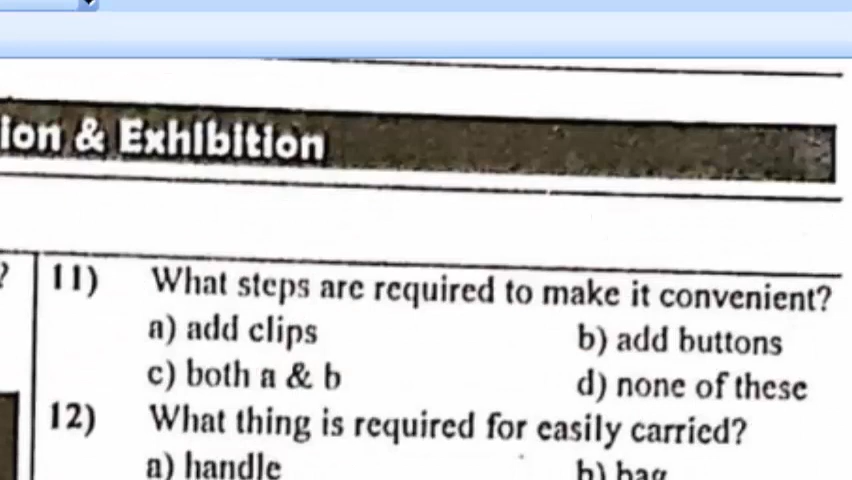 ion & Exhibition
?
11) What steps are required to make it convenient?
a) add clips b) add buttons
c) both a & b d) none of these
12) What thing is required for easily carried?
a) handle b) bag